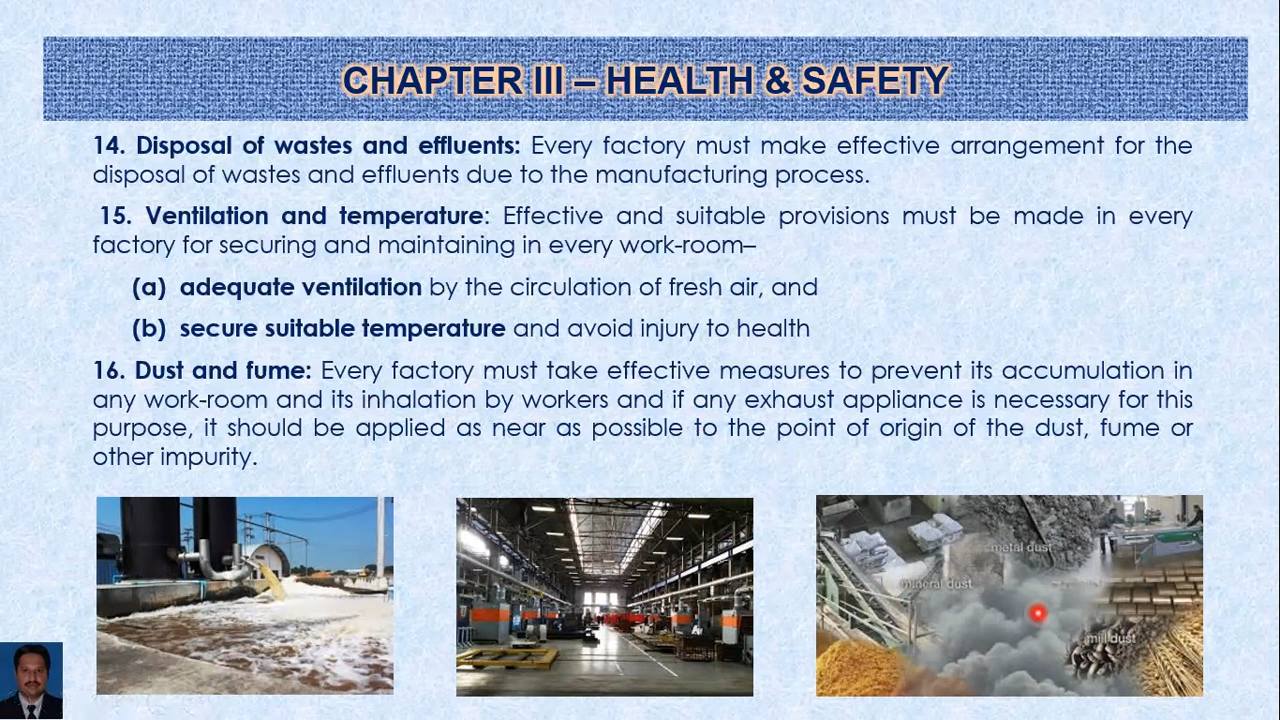 CHAPTER III – HEALTH & SAFETY
14. Disposal of wastes and effluents: Every factory must make effective arrangement for the
disposal of wastes and effluents due to the manufacturing process.
15. Ventilation and temperature: Effective and suitable provisions must be made in every
factory for securing and maintaining in every work-room–
(a) adequate ventilation by the circulation of fresh air, and
(b) secure suitable temperature and avoid injury to health
16. Dust and fume: Every factory must take effective measures to prevent its accumulation in
any work-room and its inhalation by workers and if any exhaust appliance is necessary for this
purpose, it should be applied as near as possible to the point of origin of the dust, fume or
other impurity.
metal dust
mineral dust
mill dust